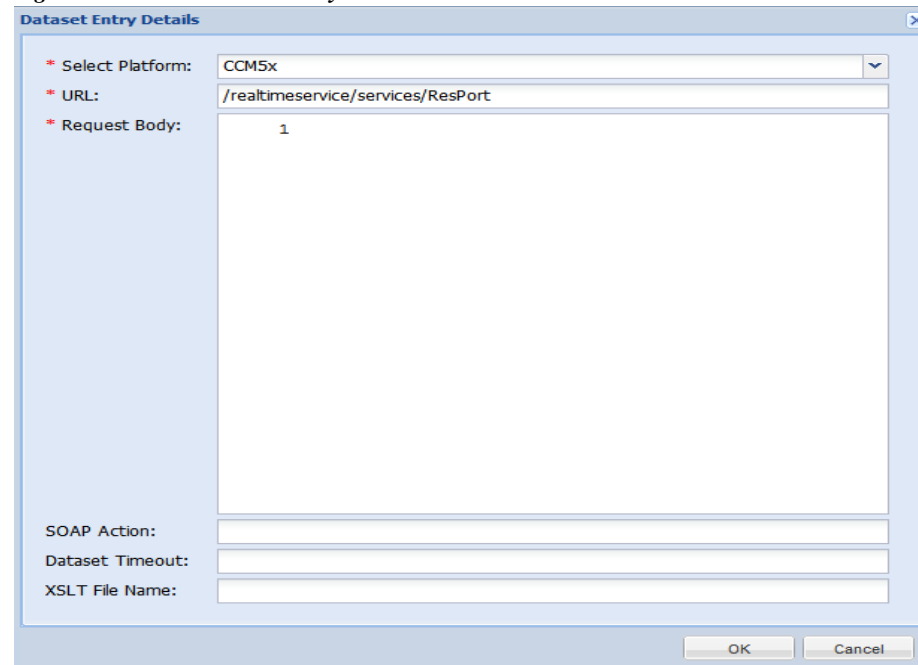 Dataset Entry Details
* Select Platform: CCM5x
* URL: /realtimeservice/services/ResPort
* Request Body: 1
SOAP Action:
Dataset Timeout:
XSLT File Name:
OK Cancel